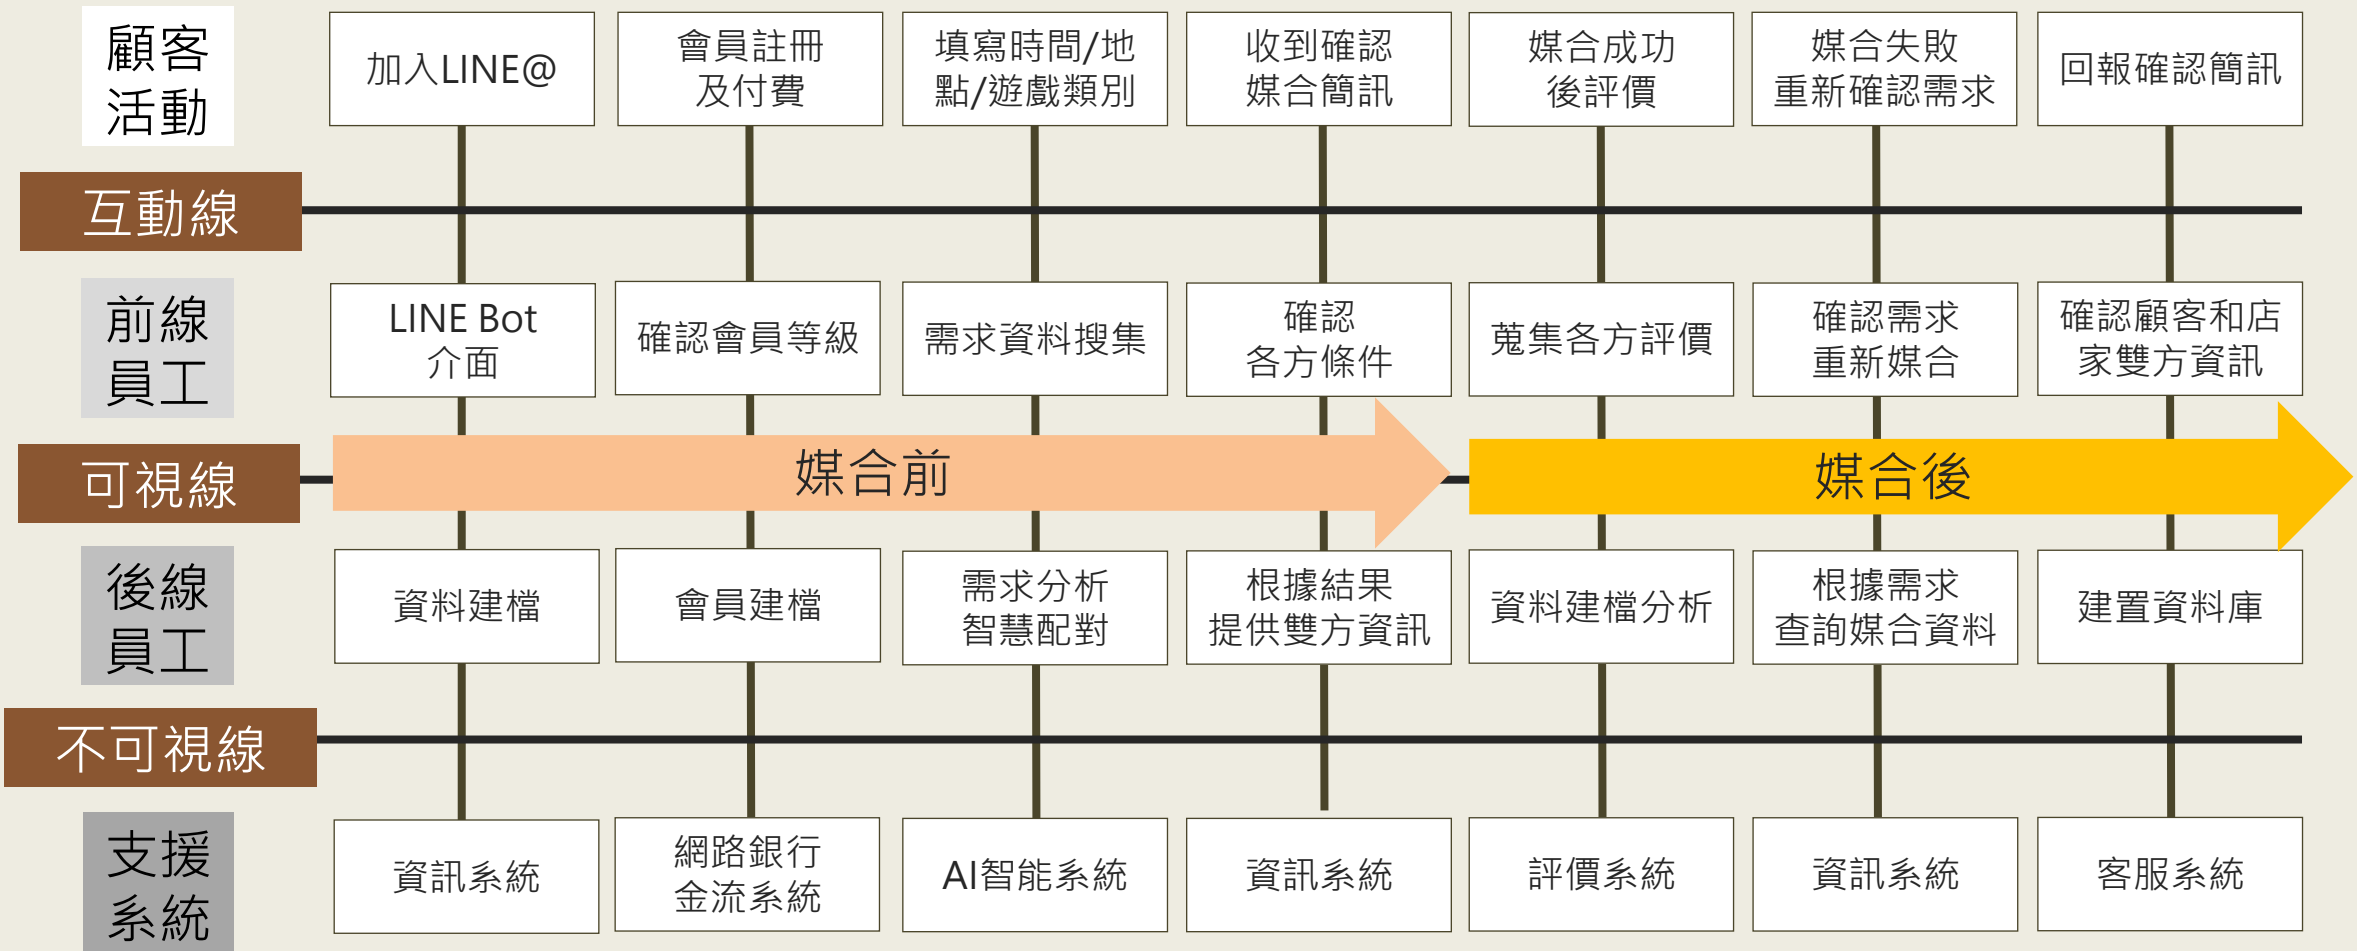 顧客
活動
加入LINE@
會員註冊
及付費
填寫時間/地
點/遊戲類別
收到確認
媒合簡訊
媒合成功
後評價
媒合失敗
重新確認需求
回報確認簡訊
互動線
前線
員工
LINE Bot
介面
確認會員等級
需求資料搜集
確認
各方條件
蒐集各方評價
確認需求
重新媒合
確認顧客和店
家雙方資訊
可視線
媒合前
媒合後
後線
員工
資料建檔
會員建檔
需求分析
智慧配對
根據結果
提供雙方資訊
資料建檔分析
根據需求
查詢媒合資料
建置資料庫
不可視線
支援
系統
資訊系統
網路銀行
金流系統
AI智能系統
資訊系統
評價系統
資訊系統
客服系統